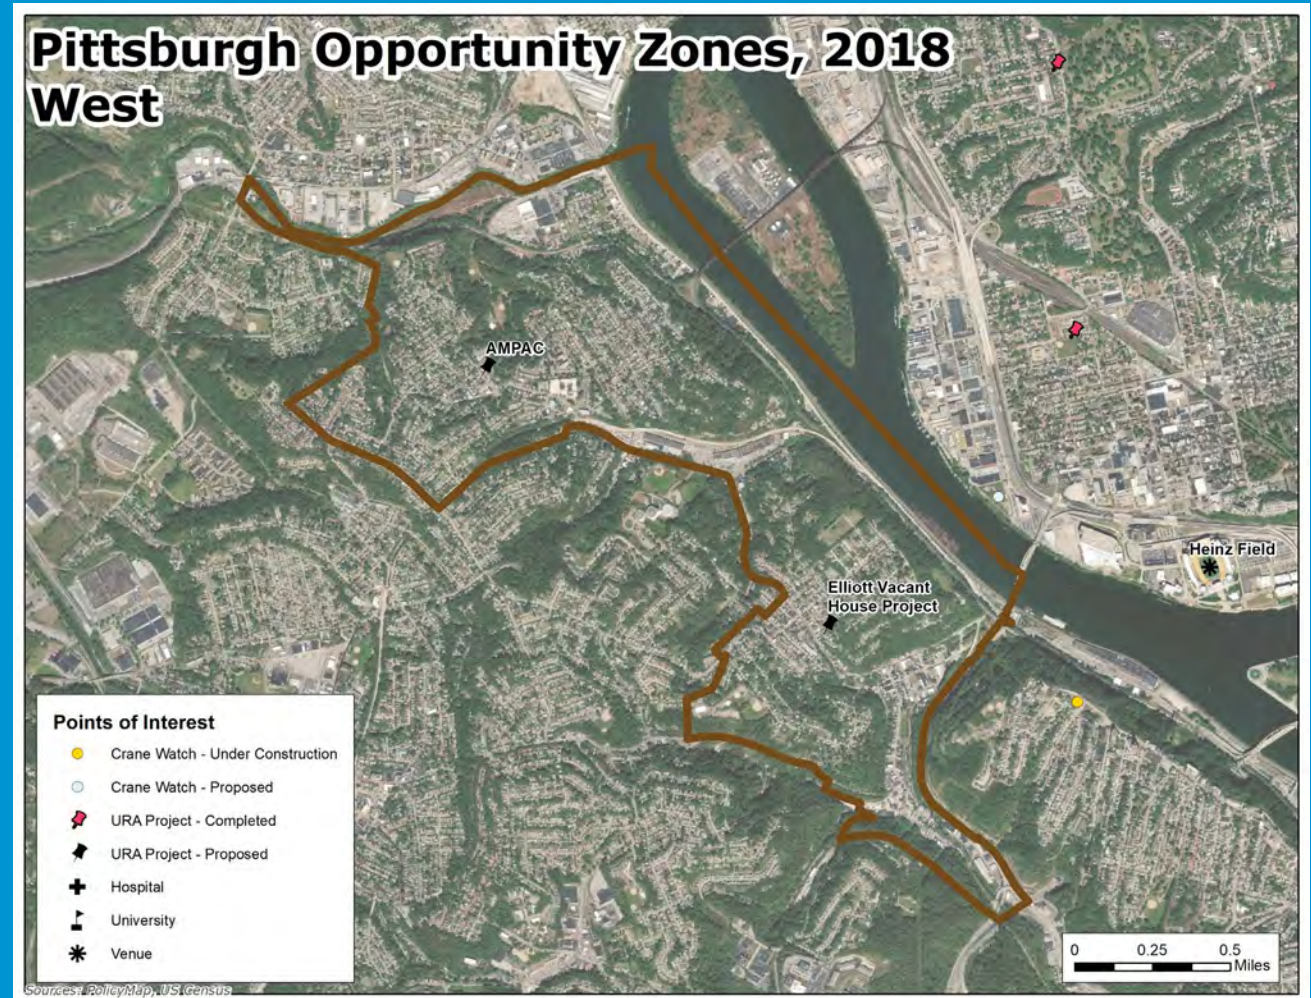 Pittsburgh Opportunity Zones, 2018
West
AMPAC
Heinz Field
Elliott Vacant
House Project
Points of Interest
Crane Watch - Under Construction
Crane Watch - Proposed
URA Project - Completed
URA Project - Proposed
Hospital
University
Venue
0 0.25 0.5
Miles
Sources: PolicyMap, US Census